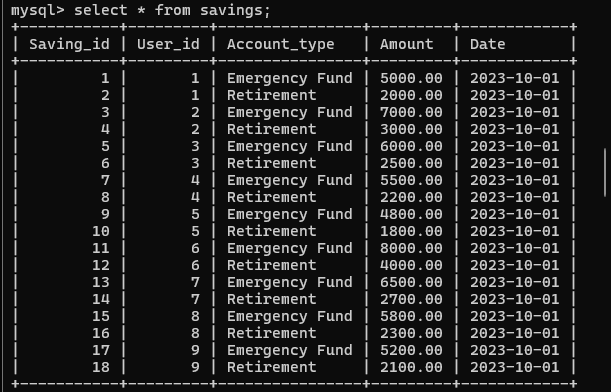 mysql> select * from savings;
+-----------+---------+----------------+---------+------------+
| Saving_id | User_id | Account_type   | Amount  | Date       |
+-----------+---------+----------------+---------+------------+
|         1 |       1 | Emergency Fund | 5000.00 | 2023-10-01 |
|         2 |       1 | Retirement     | 2000.00 | 2023-10-01 |
|         3 |       2 | Emergency Fund | 7000.00 | 2023-10-01 |
|         4 |       2 | Retirement     | 3000.00 | 2023-10-01 |
|         5 |       3 | Emergency Fund | 6000.00 | 2023-10-01 |
|         6 |       3 | Retirement     | 2500.00 | 2023-10-01 |
|         7 |       4 | Emergency Fund | 5500.00 | 2023-10-01 |
|         8 |       4 | Retirement     | 2200.00 | 2023-10-01 |
|         9 |       5 | Emergency Fund | 4800.00 | 2023-10-01 |
|        10 |       5 | Retirement     | 1800.00 | 2023-10-01 |
|        11 |       6 | Emergency Fund | 8000.00 | 2023-10-01 |
|        12 |       6 | Retirement     | 4000.00 | 2023-10-01 |
|        13 |       7 | Emergency Fund | 6500.00 | 2023-10-01 |
|        14 |       7 | Retirement     | 2700.00 | 2023-10-01 |
|        15 |       8 | Emergency Fund | 5800.00 | 2023-10-01 |
|        16 |       8 | Retirement     | 2300.00 | 2023-10-01 |
|        17 |       9 | Emergency Fund | 5200.00 | 2023-10-01 |
|        18 |       9 | Retirement     | 2100.00 | 2023-10-01 |
+-----------+---------+----------------+---------+------------+